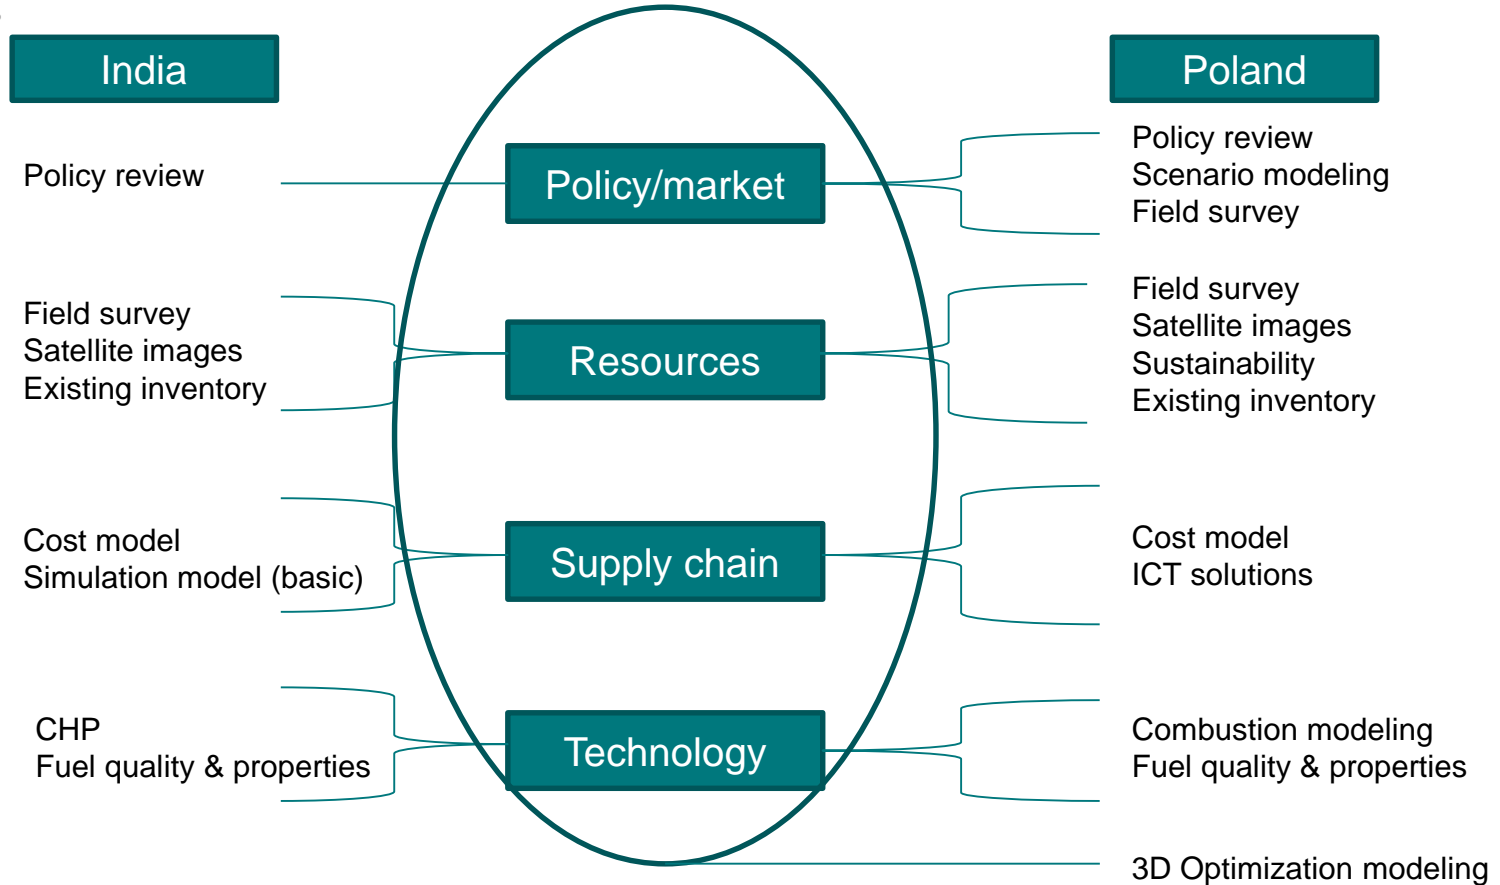 India
Poland
Policy review
Policy/market
Policy review
Scenario modeling
Field survey
Field survey
Satellite images
Existing inventory
Resources
Field survey
Satellite images
Sustainability
Existing inventory
Cost model
Simulation model (basic)
Supply chain
Cost model
ICT solutions
CHP
Fuel quality & properties
Technology
Combustion modeling
Fuel quality & properties
3D Optimization modeling